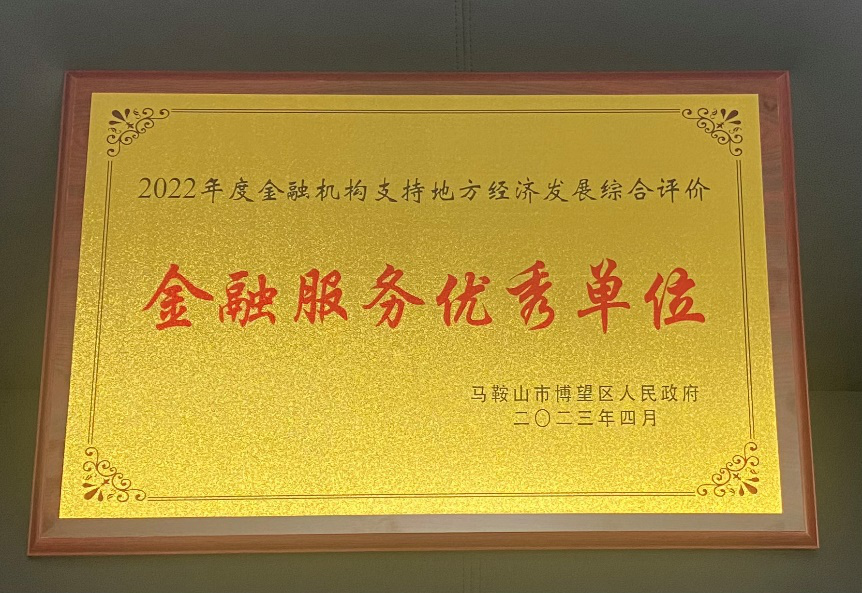 2022年度金融机构支持地方经济发展综合评价
金融服务优秀单位
马鞍山市博望区人民政府
二〇二三年四月